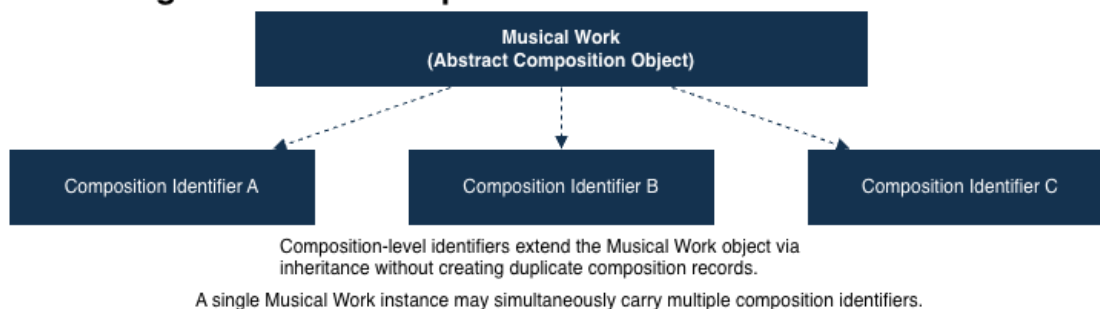 Musical Work
(Abstract Composition Object)
Composition Identifier A
Composition Identifier B
Composition Identifier C
Composition-level identifiers extend the Musical Work object via
inheritance without creating duplicate composition records.
A single Musical Work instance may simultaneously carry multiple composition identifiers.